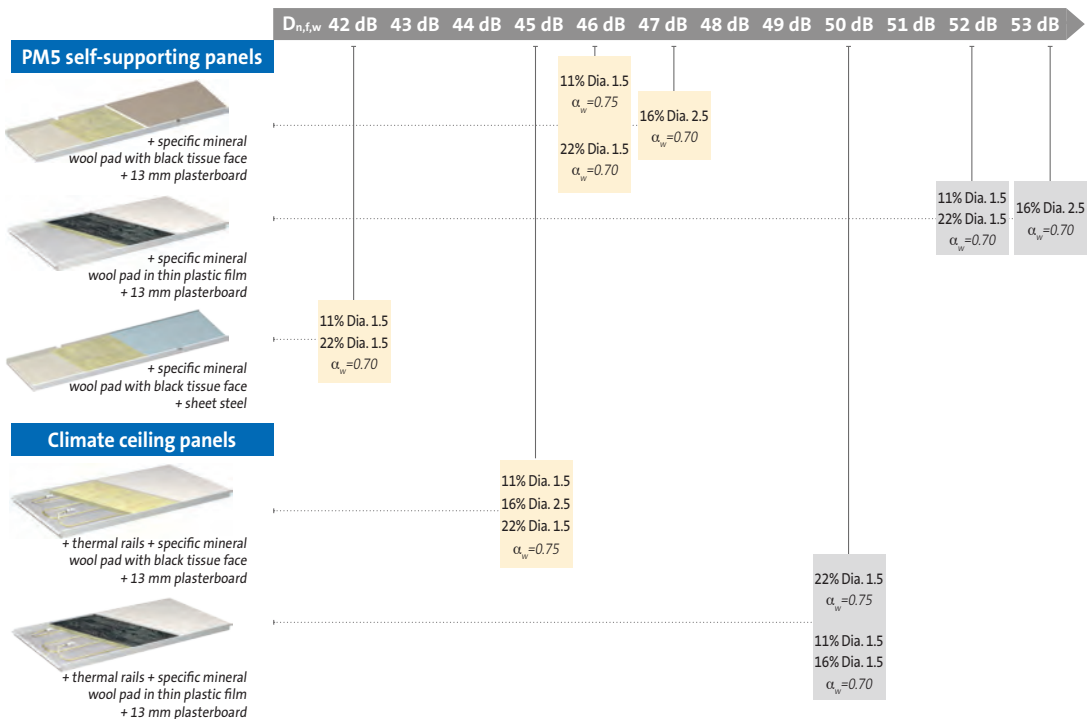 Dn,f,w 42 dB 43 dB 44 dB 45 dB 46 dB 47 dB 48 dB 49 dB 50 dB 51 dB 52 dB 53 dB
PM5 self-supporting panels
+ specific mineral
wool pad with black tissue face
+ 13 mm plasterboard
11% Dia. 1.5
αw=0.75
22% Dia. 1.5
αw=0.70
16% Dia. 2.5
αw=0.70
+ specific mineral
wool pad in thin plastic film
+ 13 mm plasterboard
11% Dia. 1.5
22% Dia. 1.5
αw=0.70
16% Dia. 2.5
αw=0.70
+ specific mineral
wool pad with black tissue face
+ sheet steel
11% Dia. 1.5
22% Dia. 1.5
αw=0.70
Climate ceiling panels
+ thermal rails + specific mineral
wool pad with black tissue face
+ 13 mm plasterboard
11% Dia. 1.5
16% Dia. 2.5
22% Dia. 1.5
αw=0.75
+ thermal rails + specific mineral
wool pad in thin plastic film
+ 13 mm plasterboard
22% Dia. 1.5
αw=0.75
11% Dia. 1.5
16% Dia. 1.5
αw=0.70